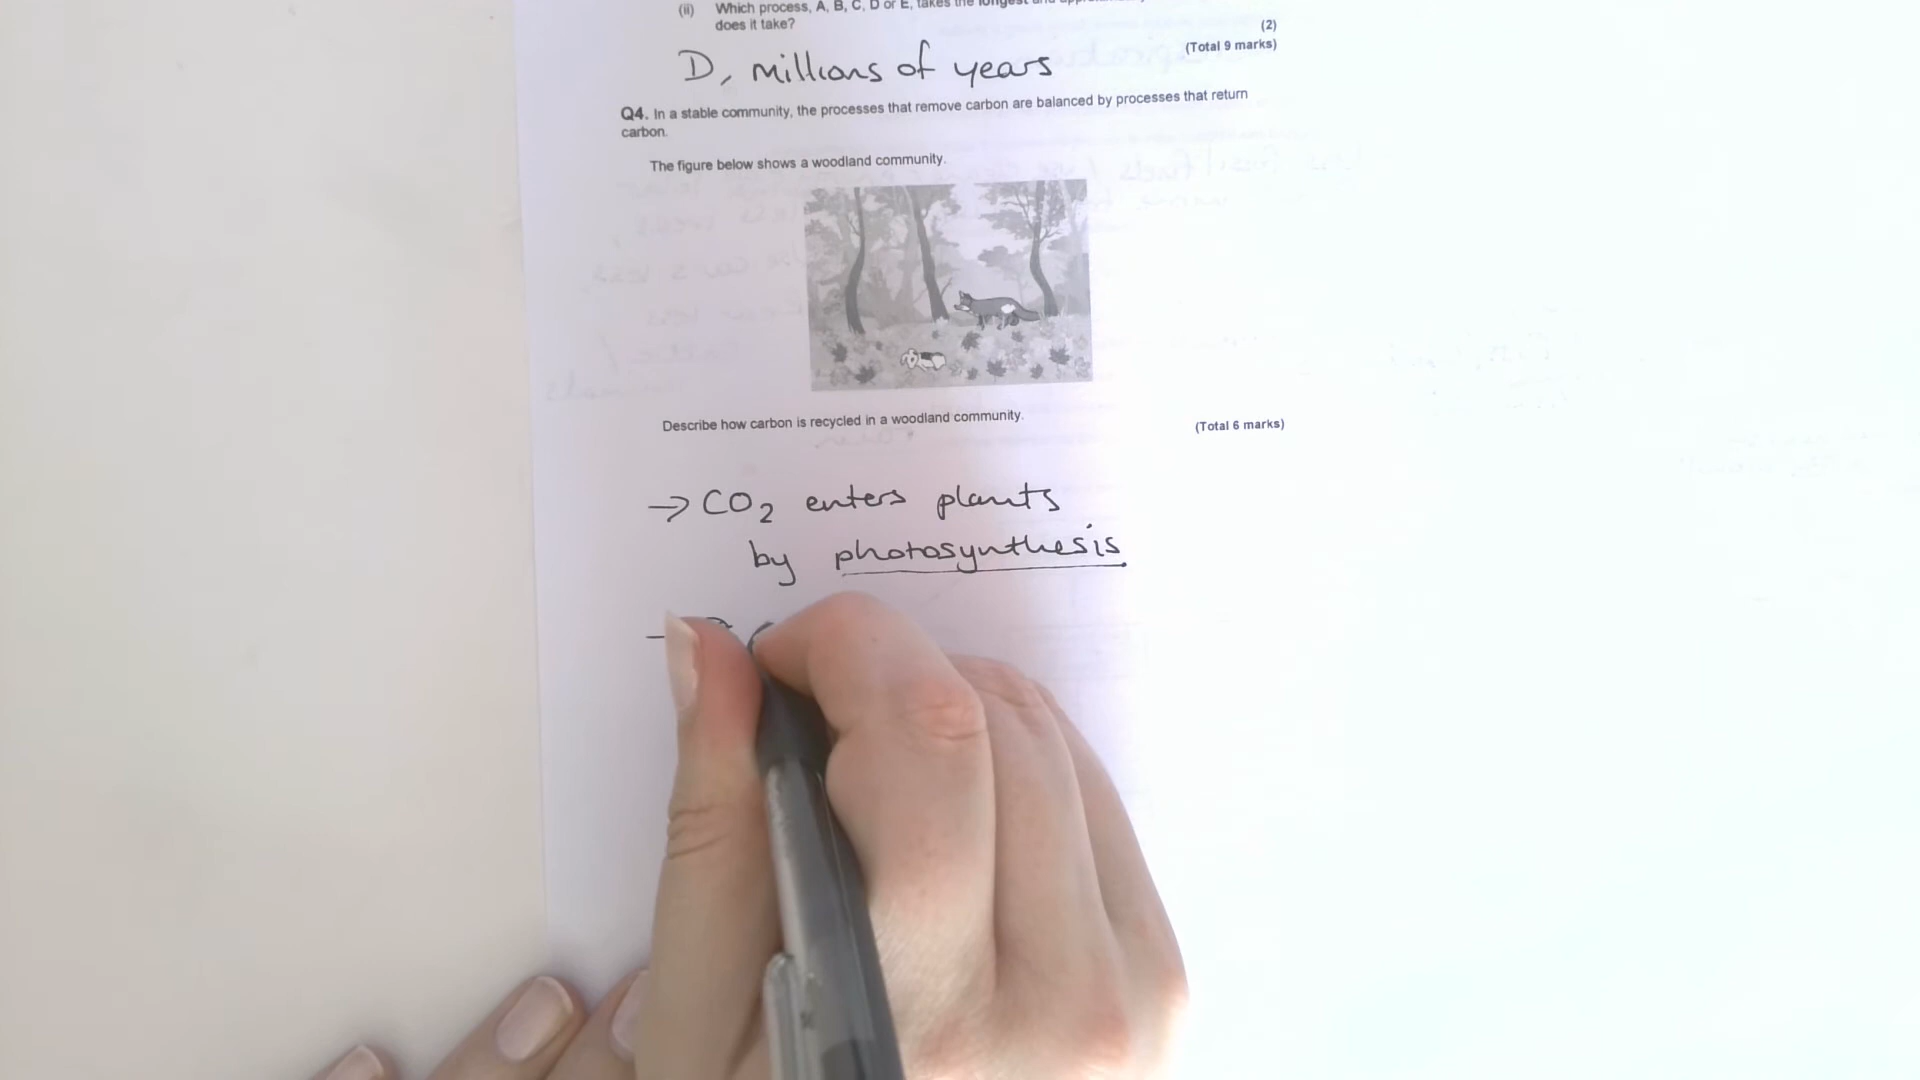 (ii) Which process, A, B, C, D or E, takes the longest and
does it take?
(2)
(Total 9 marks)
D, millions of years
Q4. In a stable community, the processes that remove carbon are balanced by processes that return
carbon.
The figure below shows a woodland community.
Describe how carbon is recycled in a woodland community.
(Total 6 marks)
→ CO₂ enters plants
by photosynthesis